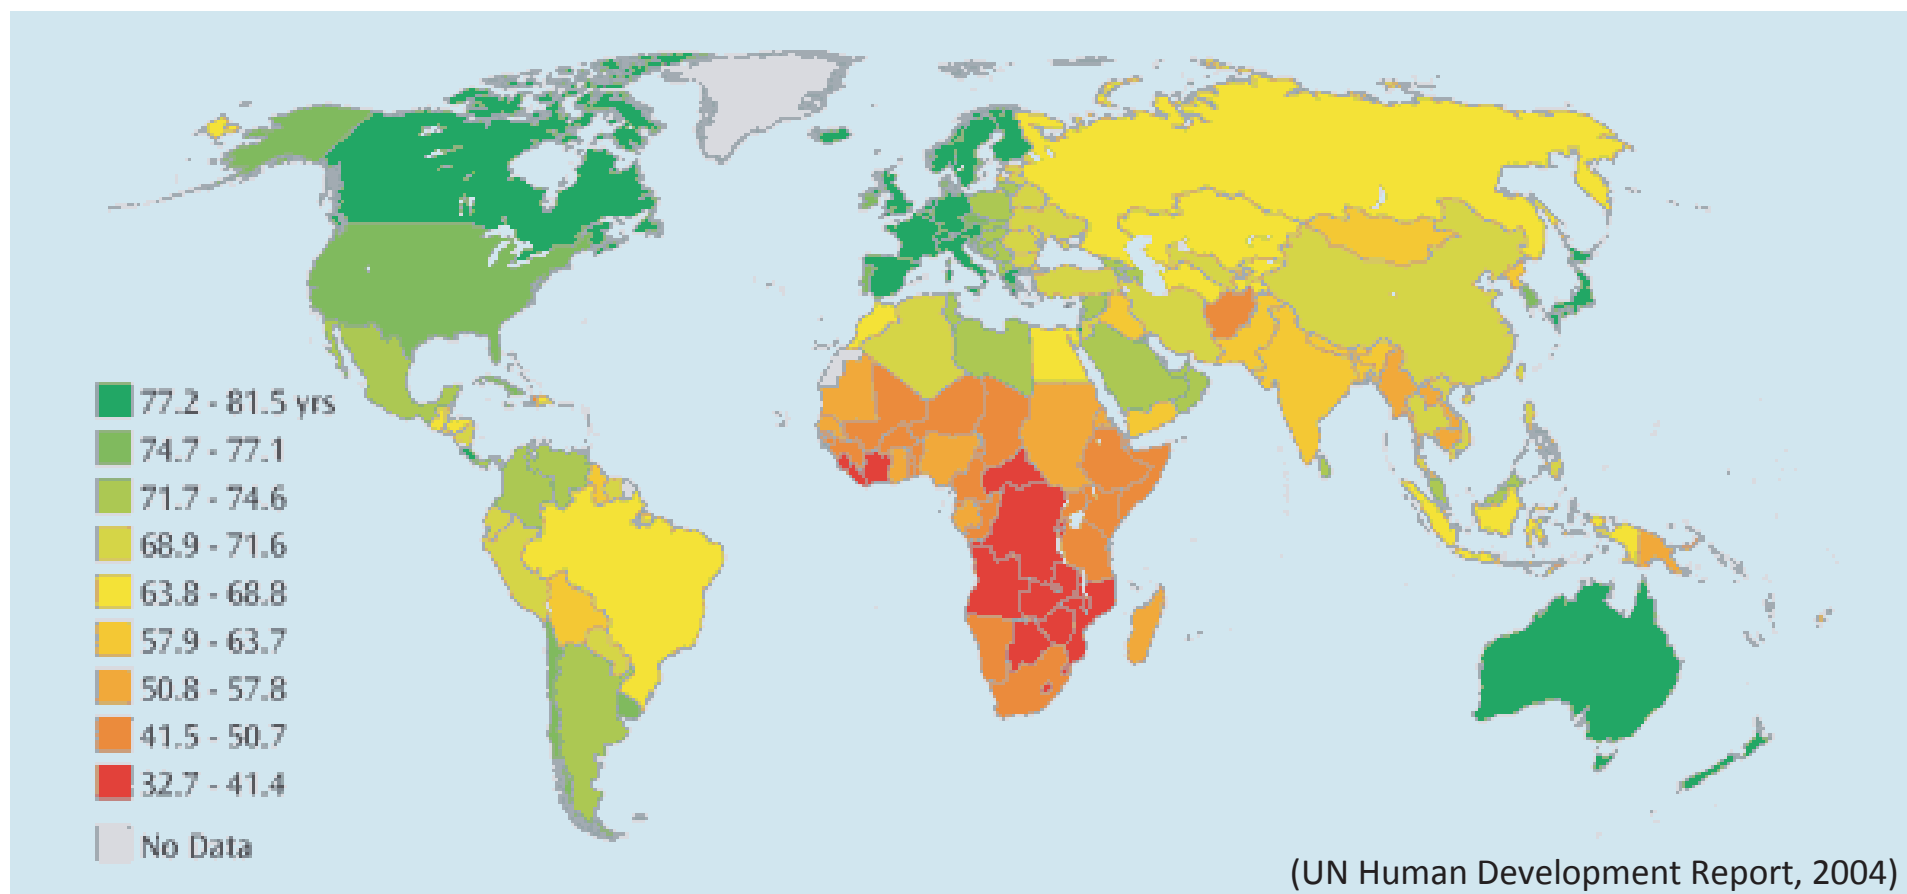 77.2 - 81.5 yrs
74.7 - 77.1
71.7 - 74.6
68.9 - 71.6
63.8 - 68.8
57.9 - 63.7
50.8 - 57.8
41.5 - 50.7
32.7 - 41.4
No Data
(UN Human Development Report, 2004)